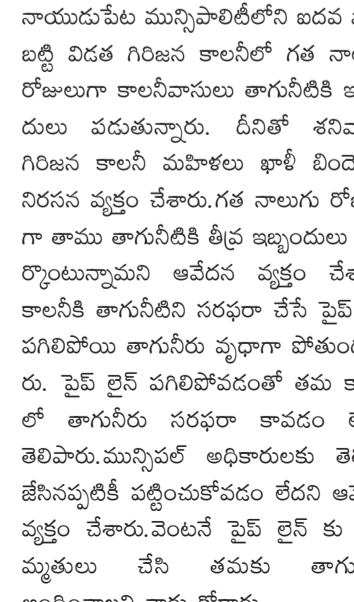 నాయుడుపేట మున్సిపాలిటీలోని ఐదవ
బట్టి విడత గిరిజన కాలనీలో గత
రోజులుగా కాలనీవాసులు తాగునీటికి
దులు పడుతున్నారు. దీనితో
గిరిజన కాలనీ మహిళలు ఖాళీ
నిరసన వ్యక్తం చేశారు.గత నాలుగు
గా తాము తాగునీటికి తీవ్ర ఇబ్బందులు
ర్కొంటున్నామని ఆవేదన వ్యక్తం
కాలనీకి తాగునీటిని సరఫరా చేసే పైప్
పగిలిపోయి తాగునీరు వృధాగా
రు. పైప్ లైన్ పగిలిపోవడంతో తమ
లో తాగునీరు సరఫరా కావడం
తెలిపారు.మున్సిపల్ అధికారులకు
జేసినప్పటికీ పట్టించుకోవడం లేదని
వ్యక్తం చేశారు.వెంటనే పైప్ లైన్ కు
మ్మతులు చేసి తమకు